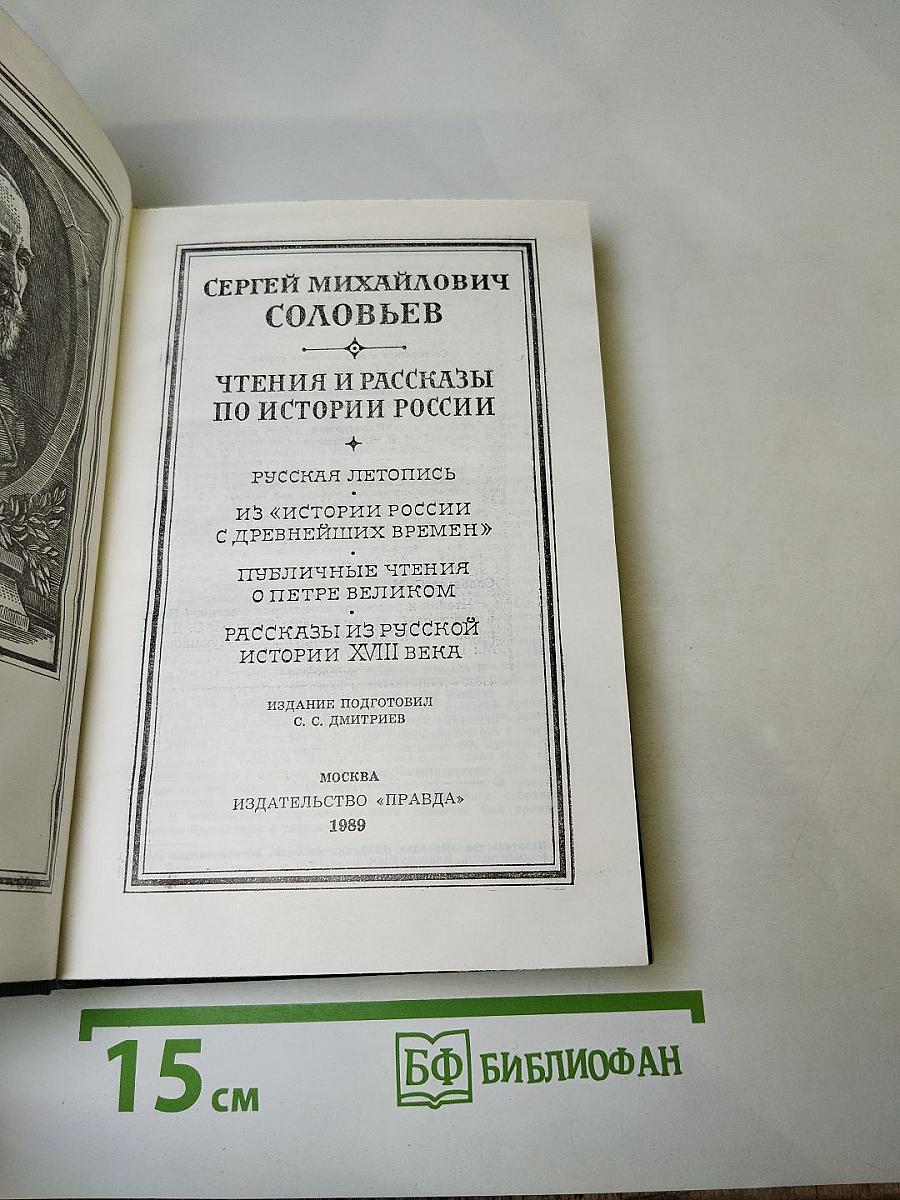 СЕРГЕЙ МИХАЙЛОВИЧ
СОЛОВЬЕВ
ЧТЕНИЯ И РАССКАЗЫ
ПО ИСТОРИИ РОССИИ
РУССКАЯ ЛЕТОПИСЬ
ИЗ «ИСТОРИИ РОССИИ
С ДРЕВНЕЙШИХ ВРЕМЕН»
ПУБЛИЧНЫЕ ЧТЕНИЯ
О ПЕТРЕ ВЕЛИКОМ
РАССКАЗЫ ИЗ РУССКОЙ
ИСТОРИИ XVIII ВЕКА
ИЗДАНИЕ ПОДГОТОВИЛ
С. С. ДМИТРИЕВ
МОСКВА
ИЗДАТЕЛЬСТВО «ПРАВДА»
1989
15 см
БФ БИБЛИОФАН